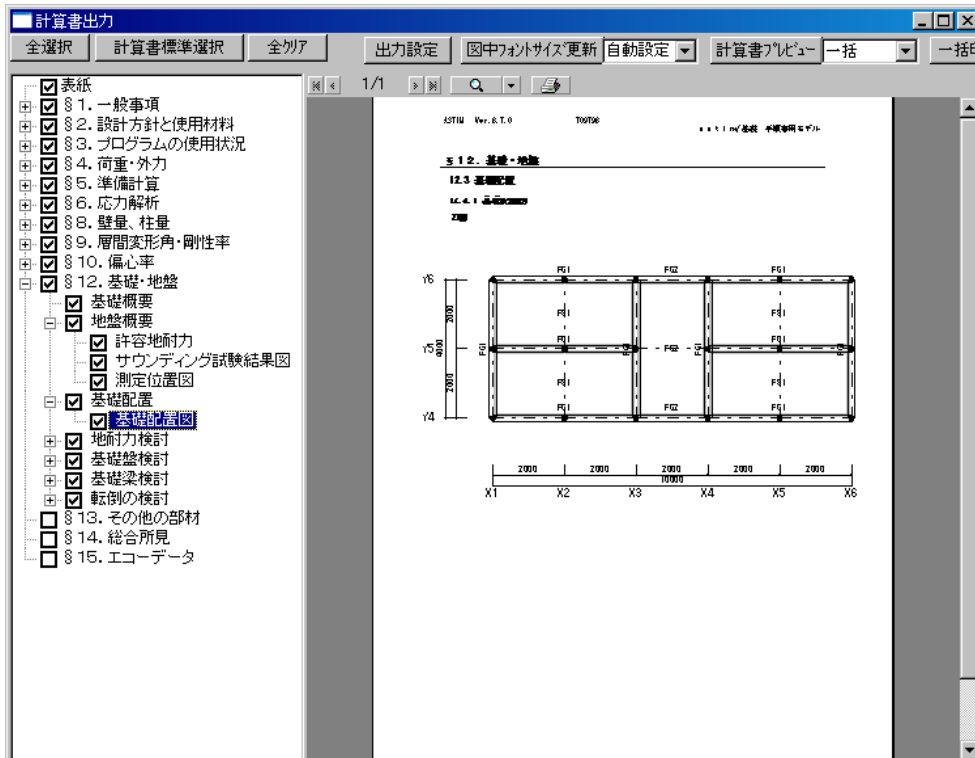 計算書出力
全選択 計算書標準選択 全クリア 出力設定 図中フォントサイズ更新 自動設定 計算書プレビュー 一括
1/1
表紙
§1. 一般事項
§2. 設計方針と使用材料
§3. プログラムの使用状況
§4. 荷重・外力
§5. 準備計算
§6. 応力解析
§8. 壁量、柱量
§9. 層間変形角・剛性率
§10. 偏心率
§12. 基礎・地盤
基礎概要
地盤概要
許容地耐力
サウンディング試験結果図
測定位置図
基礎配置
基礎配置図
地耐力検討
基礎盤検討
基礎梁検討
転倒の検討
§13. その他の部材
§14. 総合所見
§15. エコーデータ
§12. 基礎・地盤
12.3 基礎配置
FG1 FG2 FG1
Y6
2000
FS1 FS1
FG1 FG1
Y5 4000 FG1 FG2
2000
FS1 FS1
FG1 FG2 FG1
Y4
2000 2000 2000 2000 2000
10000
X1 X2 X3 X4 X5 X6